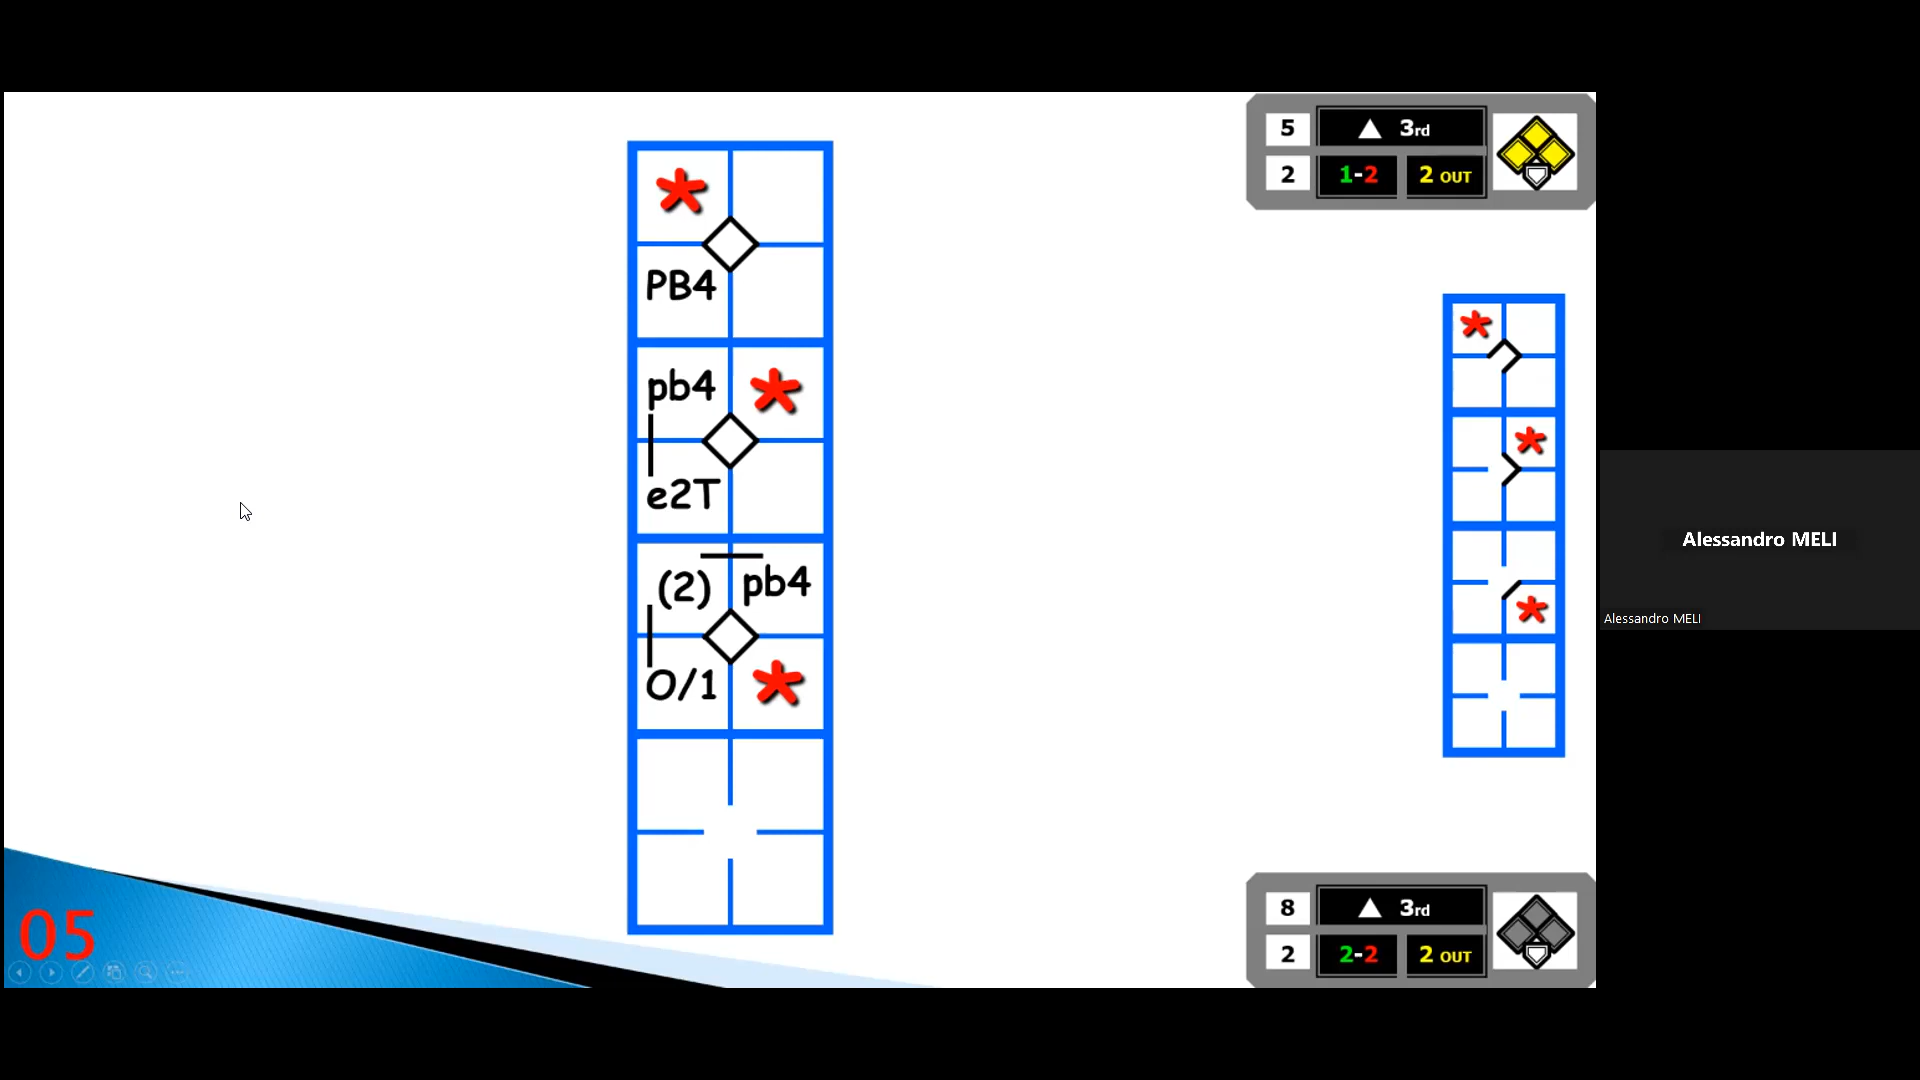 5 3rd
2 1-2 2 OUT
*
PB4
pb4 *
e2T
(2) pb4
O/1 *
*
*
*
Alessandro MELI
Alessandro MELI
8 3rd
2 2-2 2 OUT
05